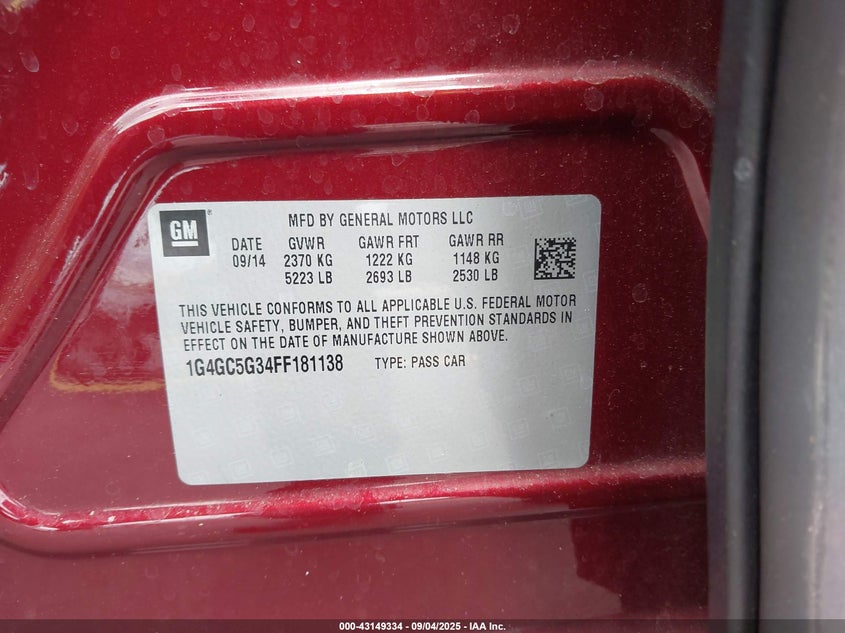 GM
MFD BY GENERAL MOTORS LLC
DATE GVWR GAWR FRT GAWR RR
09/14 2370 KG 1222 KG 1148 KG
5223 LB 2693 LB 2530 LB
THIS VEHICLE CONFORMS TO ALL APPLICABLE U.S. FEDERAL MOTOR
VEHICLE SAFETY, BUMPER, AND THEFT PREVENTION STANDARDS IN
EFFECT ON THE DATE OF MANUFACTURE SHOWN ABOVE.
1G4GC5G34FF181138 TYPE: PASS CAR
000-43149334 - 09/04/2025 - IAA Inc.